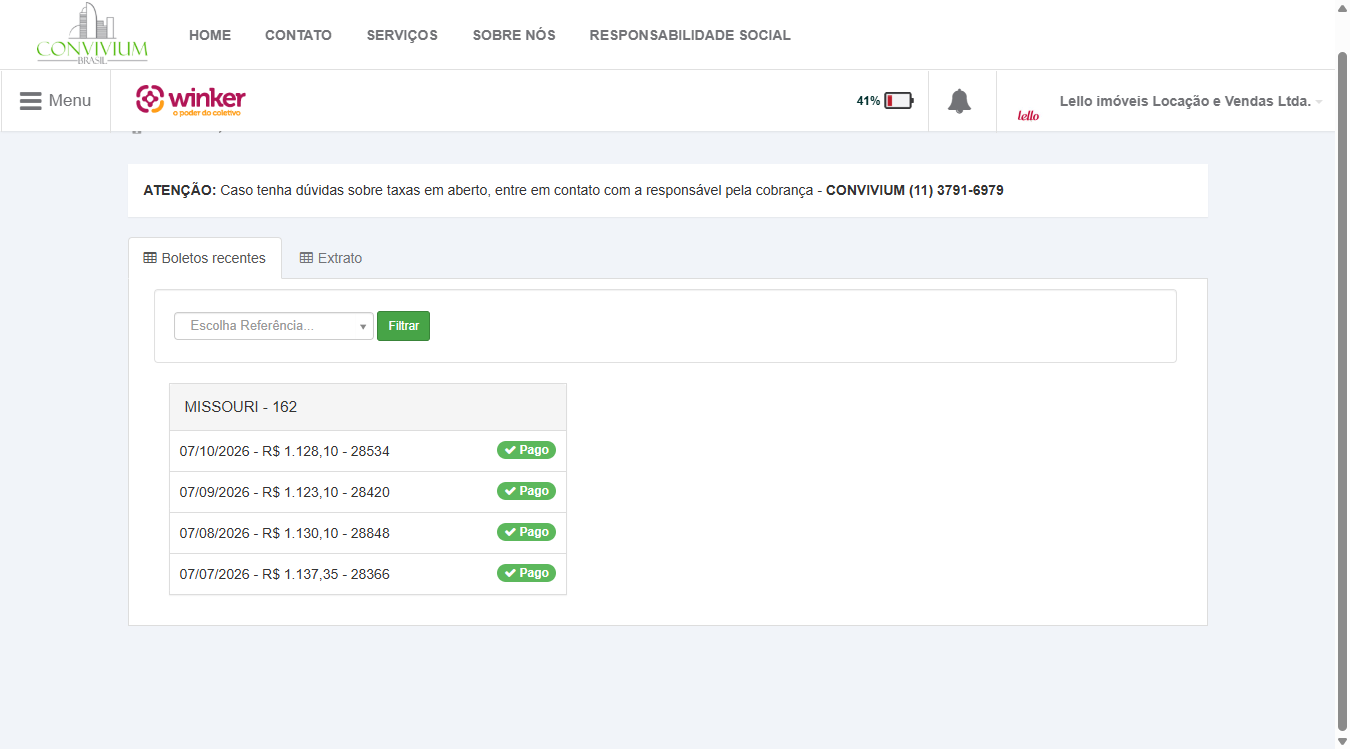 CONVIVIUM
BRASIL
HOME CONTATO SERVIÇOS SOBRE NÓS RESPONSABILIDADE SOCIAL
Menu
winker
o poder do coletivo
41%
lello
Lello imóveis Locação e Vendas Ltda.
ATENÇÃO: Caso tenha dúvidas sobre taxas em aberto, entre em contato com a responsável pela cobrança - CONVIVIUM (11) 3791-6979
Boletos recentes Extrato
Escolha Referência... Filtrar
MISSOURI - 162
07/10/2026 - R$ 1.128,10 - 28534 Pago
07/09/2026 - R$ 1.123,10 - 28420 Pago
07/08/2026 - R$ 1.130,10 - 28848 Pago
07/07/2026 - R$ 1.137,35 - 28366 Pago